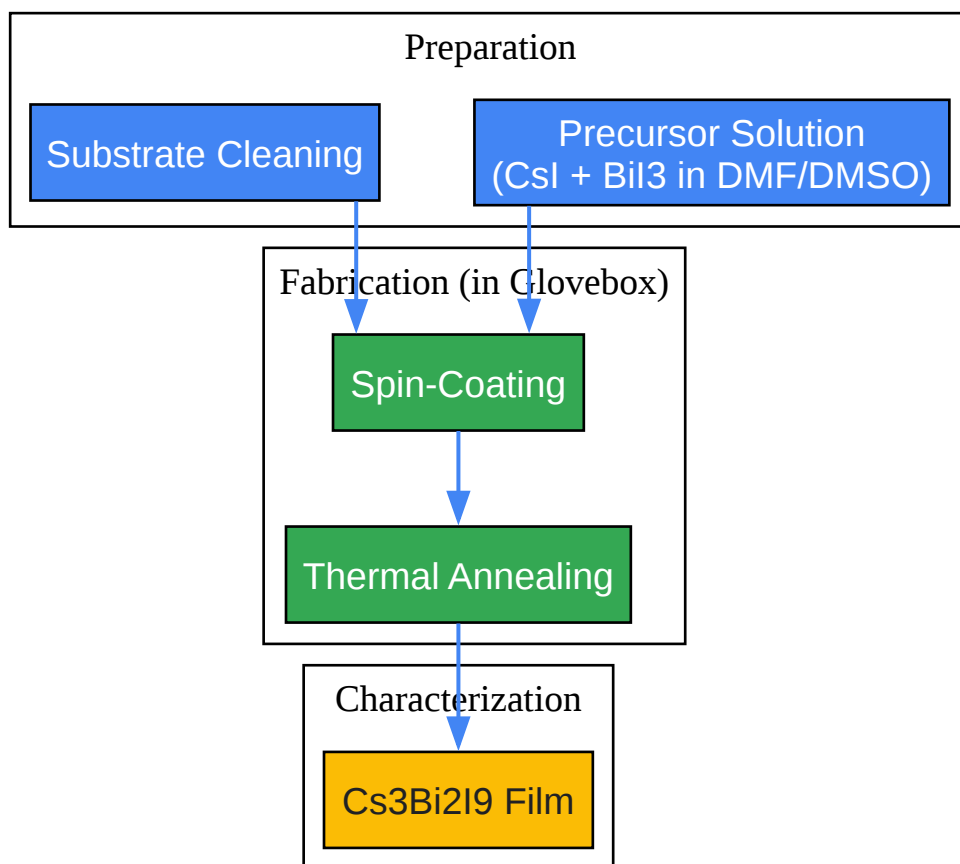 Preparation
Substrate Cleaning
Precursor Solution
(CsI + BiI3 in DMF/DMSO)
Fabrication (in Glovebox)
Spin-Coating
Thermal Annealing
Characterization
Cs3Bi2I9 Film